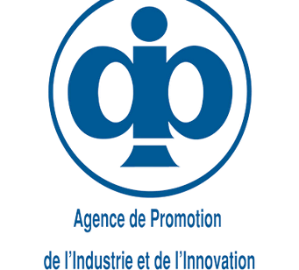 Agence de Promotion
de l'Industrie et de l'Innovation